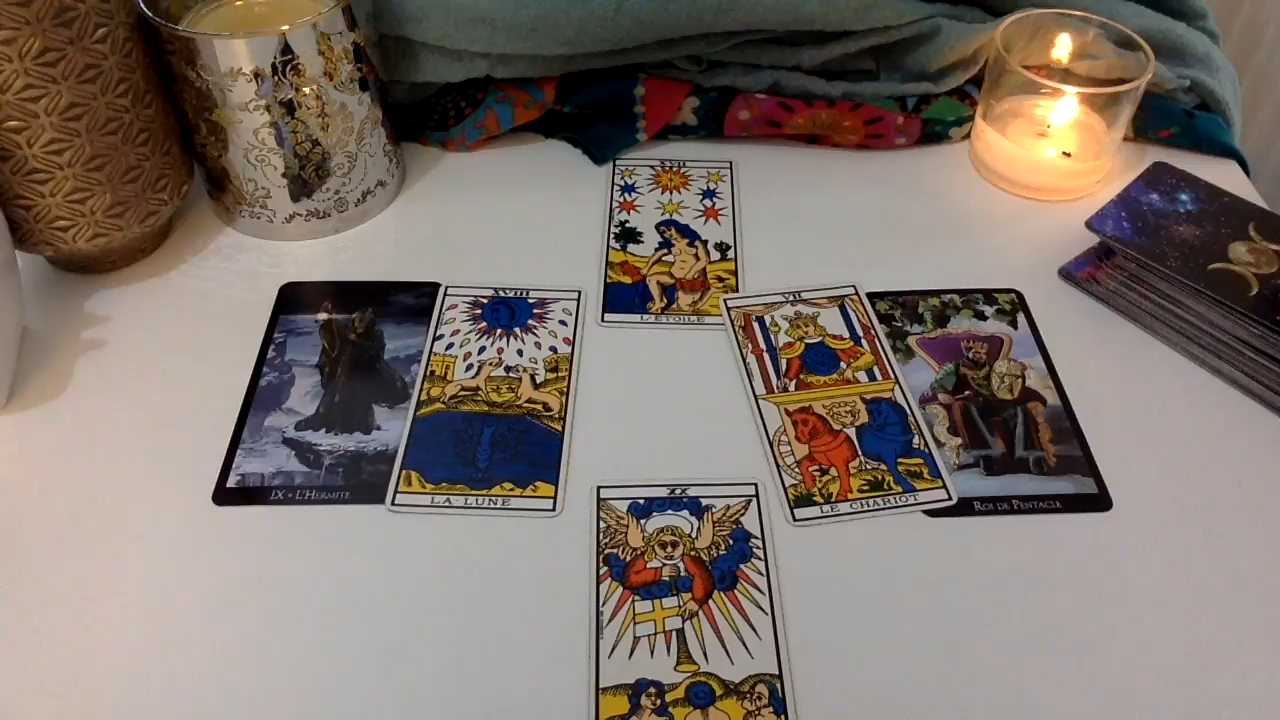 XVII
L'ETOILE
IX • L'HERMITE
XVIII
LA·LUNE
VII
LE CHARIOT
ROI DE PENTACLE
XX